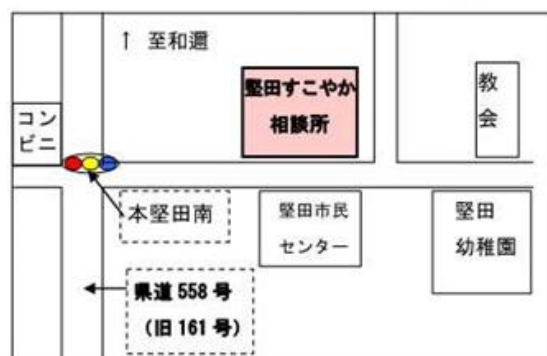 ↑ 至和邇
堅田すこやか
相談所
教
会
コン
ビニ
本堅田南
堅田市民
センター
堅田
幼稚園
県道 558 号
（旧 161 号）